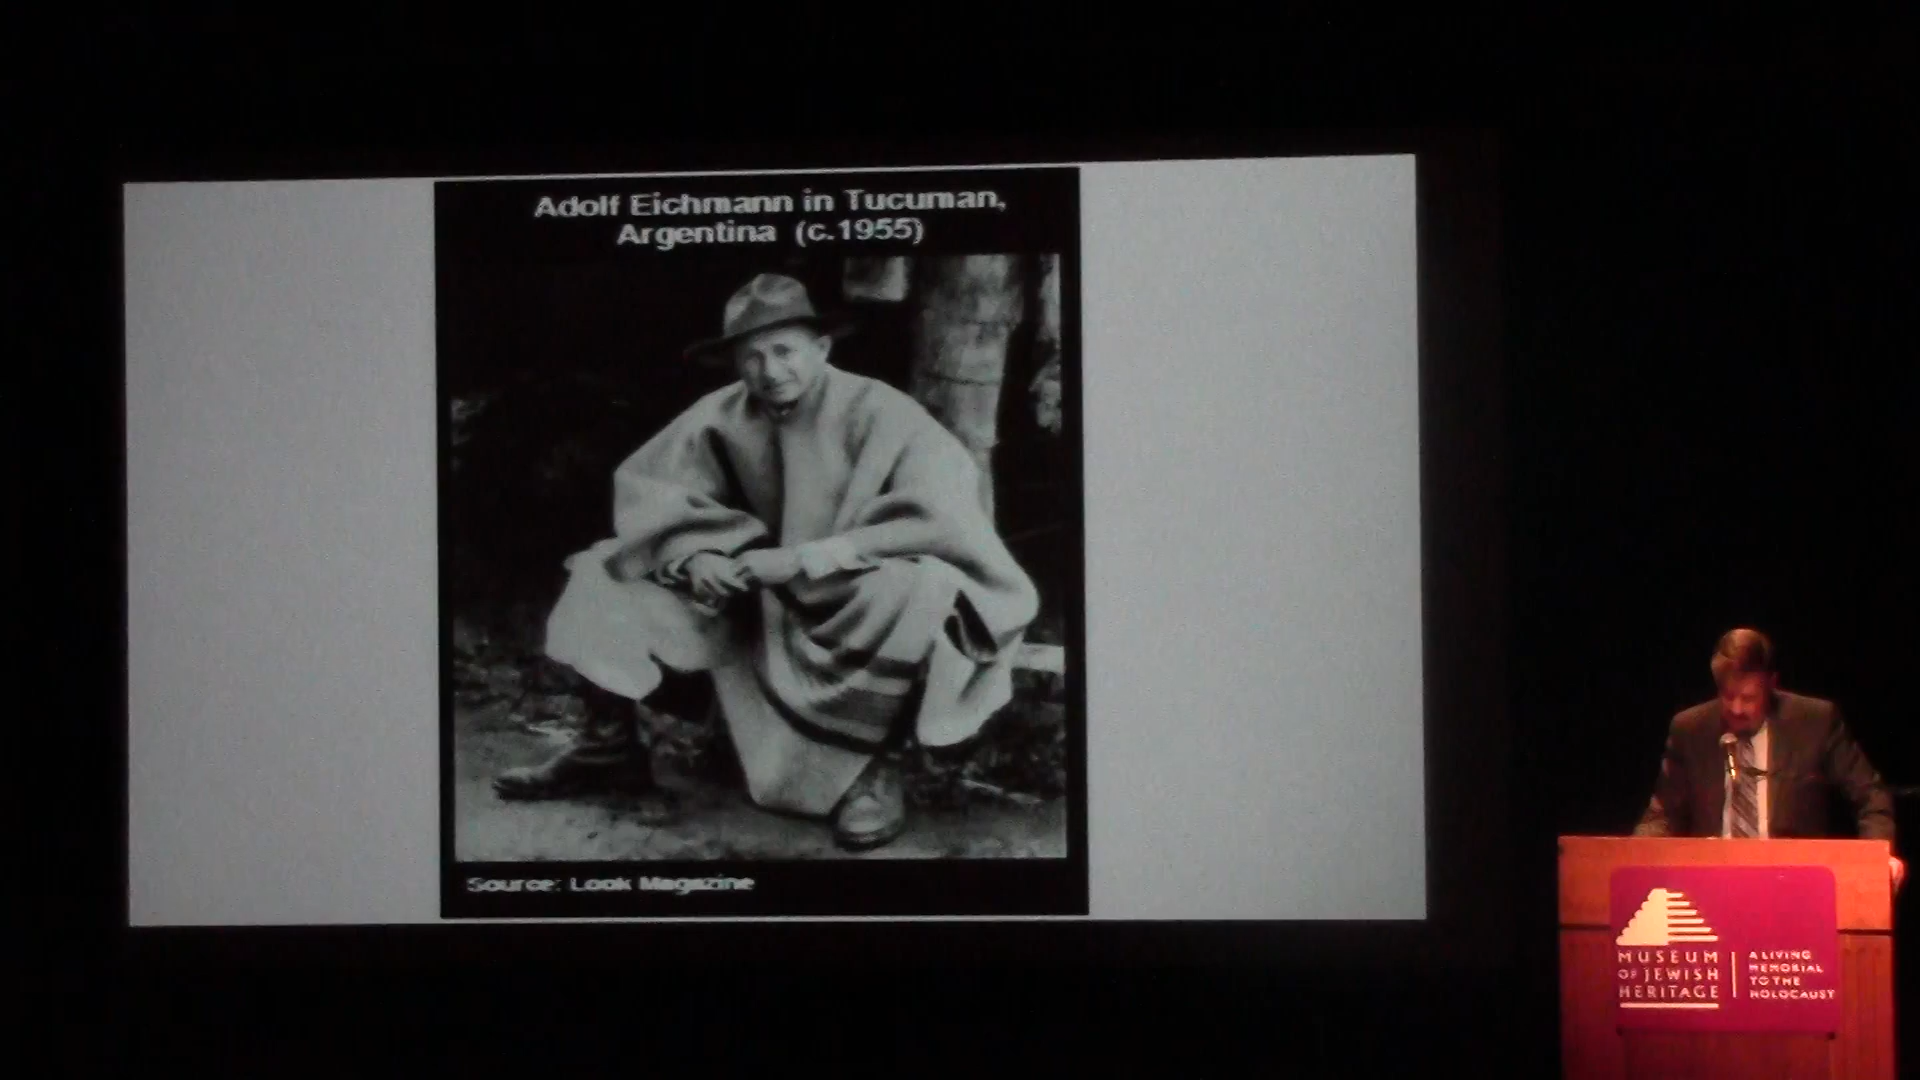 Adolf Eichmann in Tucuman,
Argentina (c.1955)
Source: Look Magazine
MUSEUM
OF JEWISH
HERITAGE
A LIVING
MEMORIAL
TO THE
HOLOCAUST